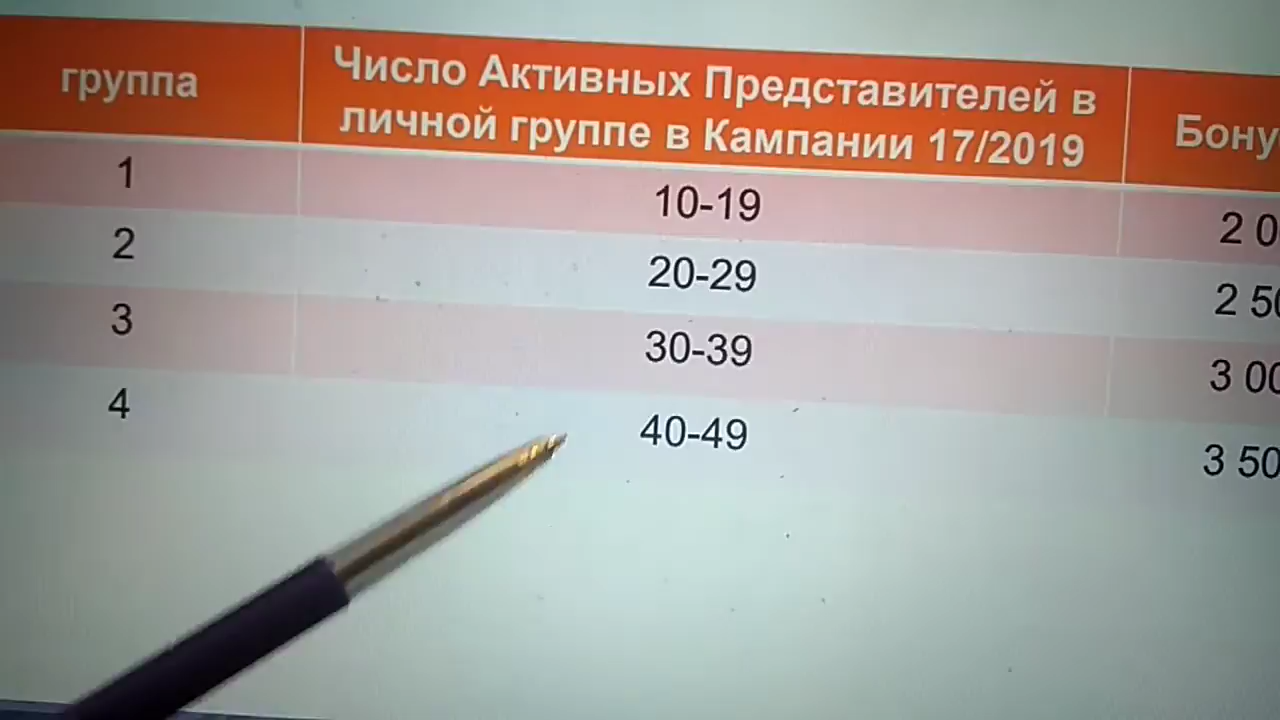 группа
Число Активных Представителей в
личной группе в Кампании 17/2019
1
10-19
2
20-29
3
30-39
4
40-49